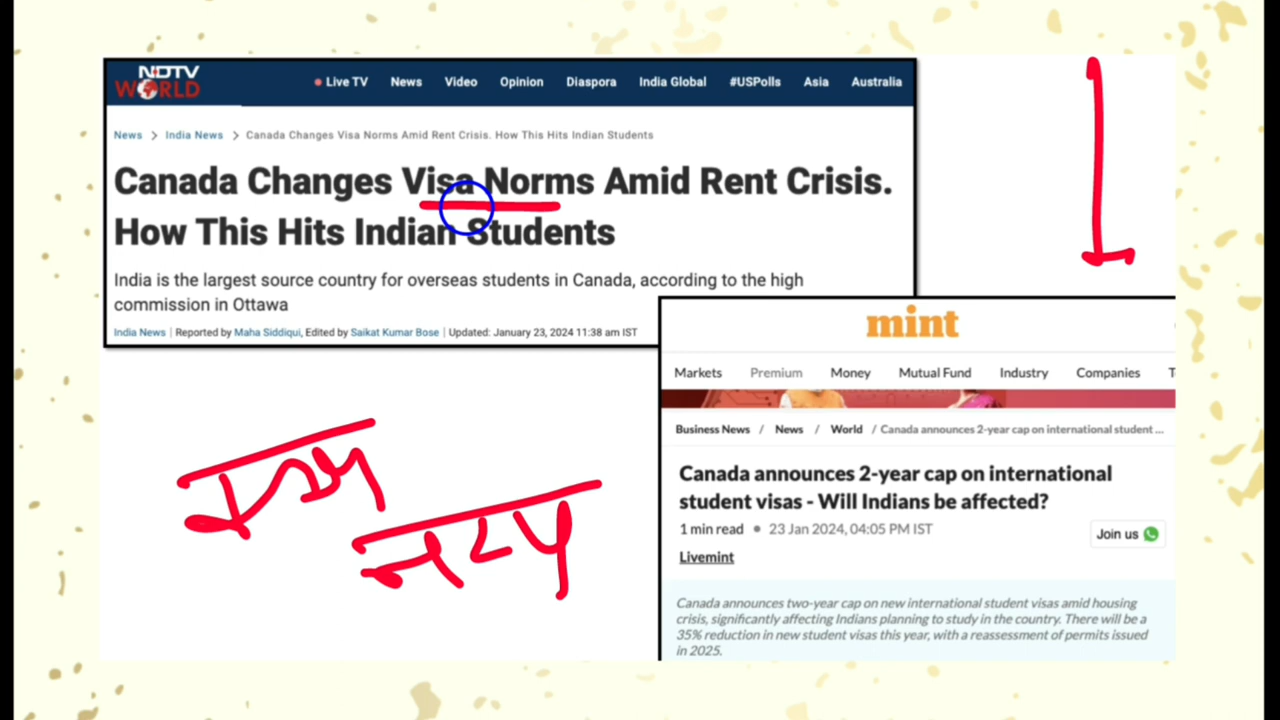 NDTV
WORLD
Live TV News Video Opinion Diaspora India Global #USPolls Asia Australia
News > India News > Canada Changes Visa Norms Amid Rent Crisis. How This Hits Indian Students
Canada Changes Visa Norms Amid Rent Crisis.
How This Hits Indian Students
India is the largest source country for overseas students in Canada, according to the high
commission in Ottawa
India News | Reported by Maha Siddiqui, Edited by Saikat Kumar Bose | Updated: January 23, 2024 11:38 am IST
mint
Markets Premium Money Mutual Fund Industry Companies T
Business News / News / World / Canada announces 2-year cap on international student ...
Canada announces 2-year cap on international
student visas - Will Indians be affected?
1 min read • 23 Jan 2024, 04:05 PM IST
Join us
Livemint
Canada announces two-year cap on new international student visas amid housing
crisis, significantly affecting Indians planning to study in the country. There will be a
35% reduction in new student visas this year, with a reassessment of permits issued
in 2025.